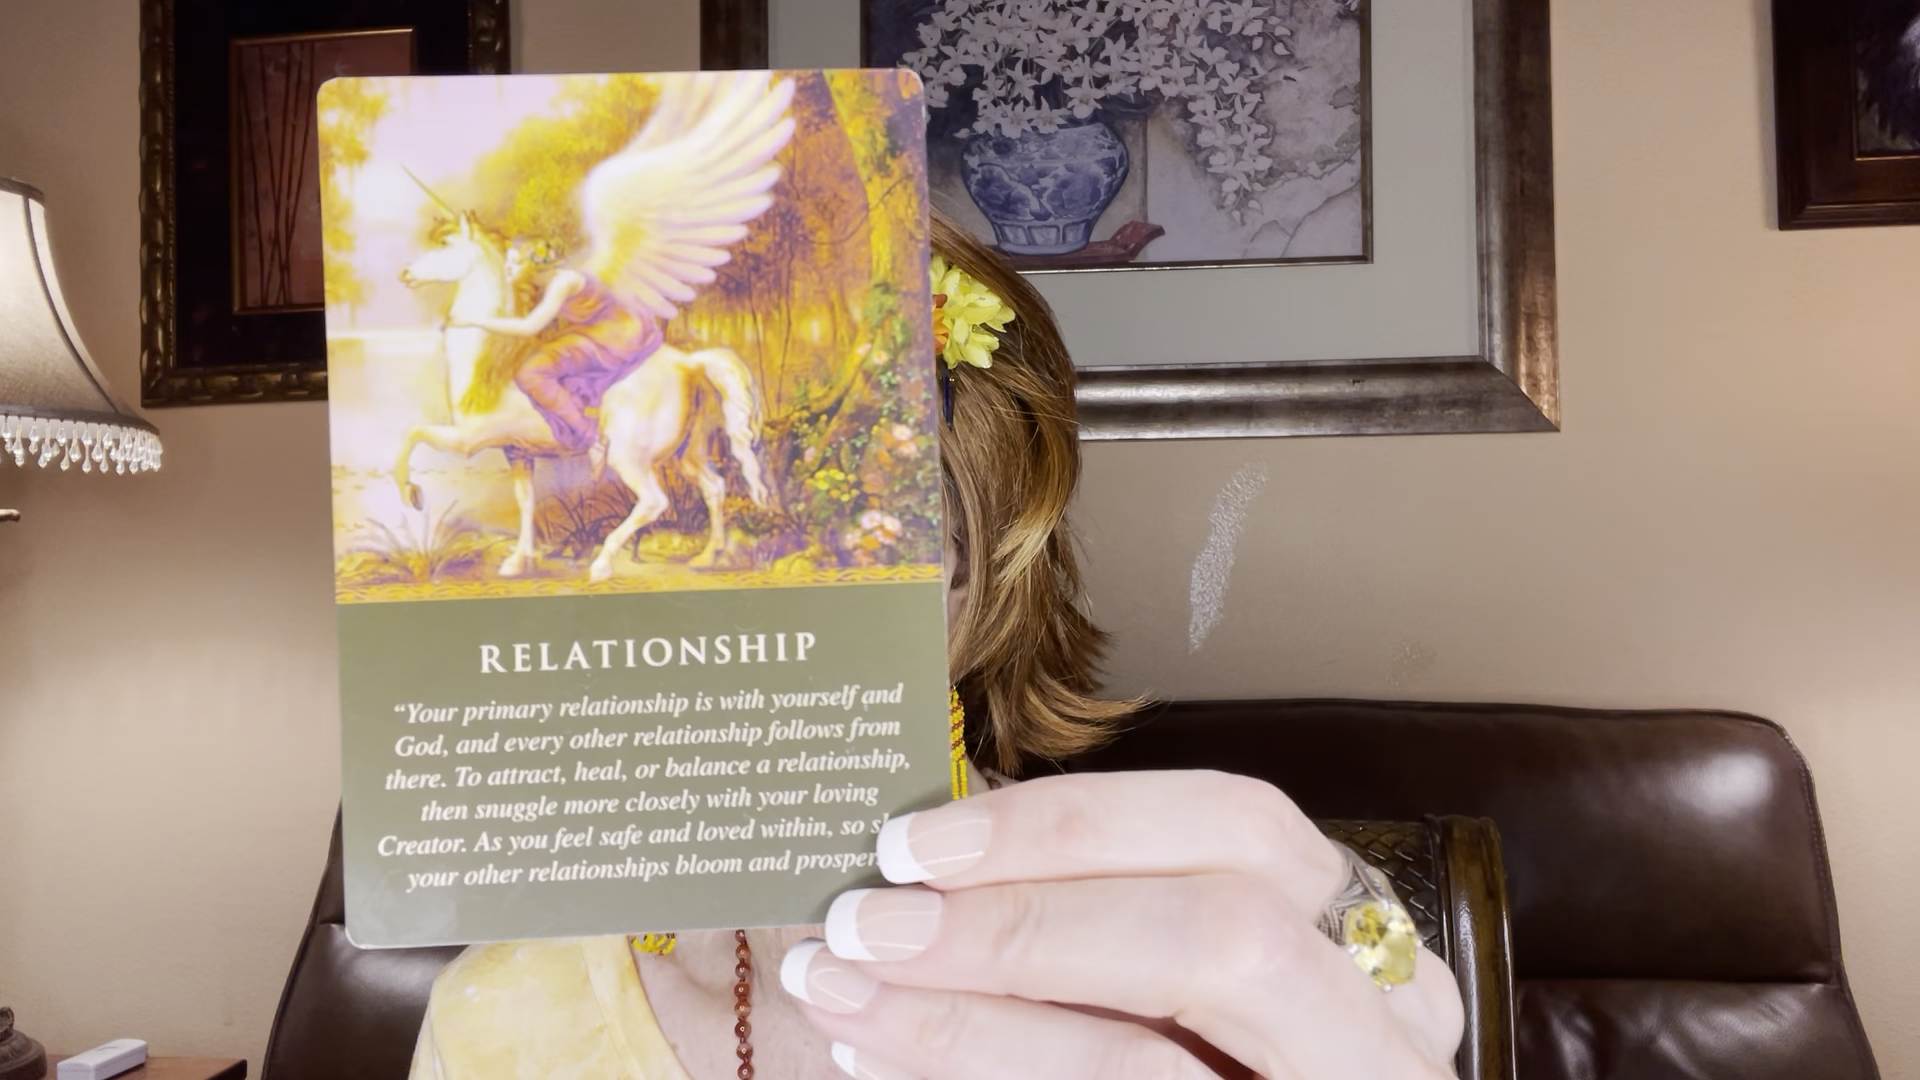 RELATIONSHIP
“Your primary relationship is with yourself and
God, and every other relationship follows from
there. To attract, heal, or balance a relationship,
then snuggle more closely with your loving
Creator. As you feel safe and loved within, so
your other relationships bloom and prosper.